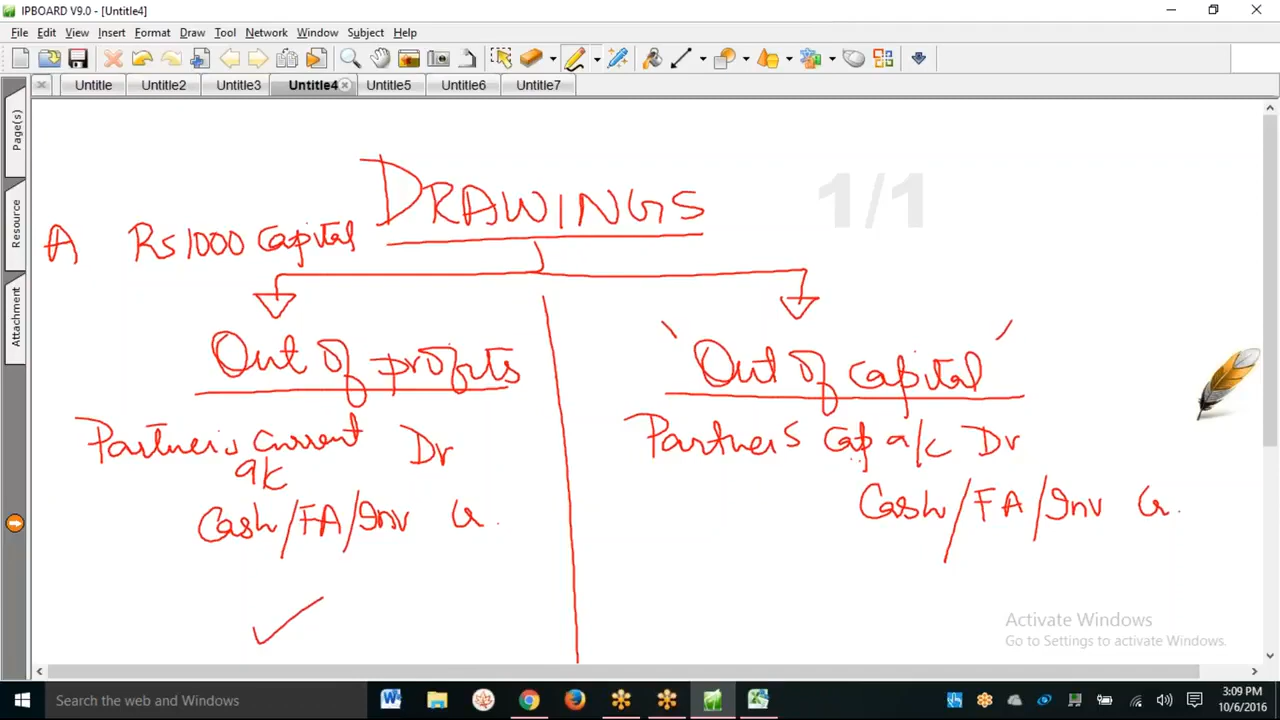 IPBOARD V9.0 - [Untitle4]
File Edit View Insert Format Draw Tool Network Window Subject Help
Untitle Untitle2 Untitle3 Untitle4 Untitle5 Untitle6 Untitle7
Page(s)
Resource
Attachment
1/1
DRAWINGS
A Rs 1000 Capital
Out of profits
Partner's Current Dr
a/c
Cash/FA/Inv Cr.
'Out of capital'
Partners Cap a/c Dr
Cash/FA/Inv Cr.
Activate Windows
Go to Settings to activate Windows.
Search the web and Windows
3:09 PM
10/6/2016